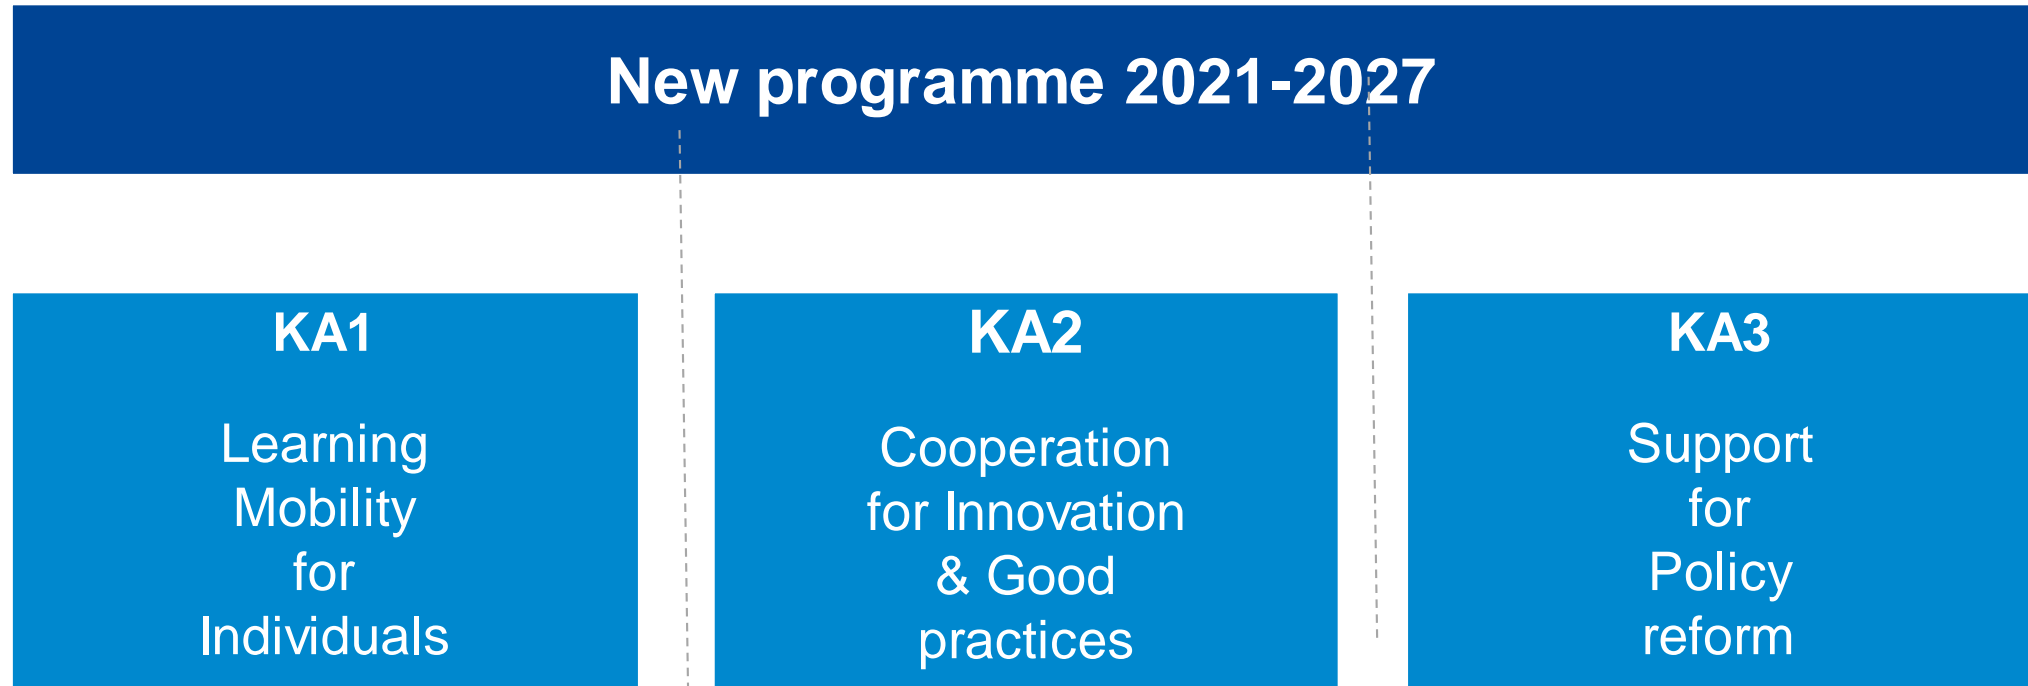 New programme 2021-2027
KA1
Learning
Mobility
for
Individuals
KA2
Cooperation
for Innovation
& Good
practices
KA3
Support
for
Policy
reform